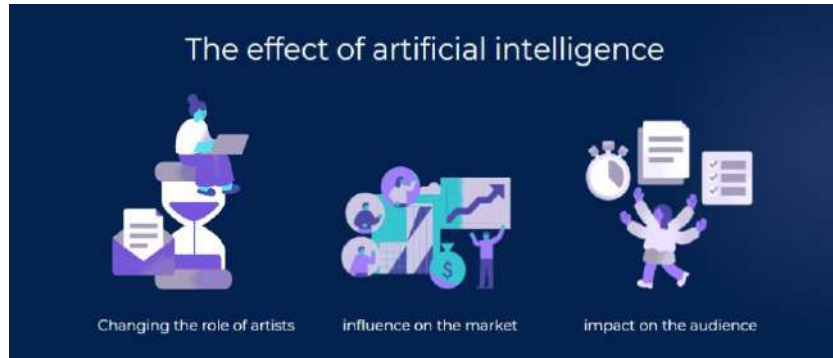 The effect of artificial intelligence
$
Changing the role of artists
influence on the market
impact on the audience